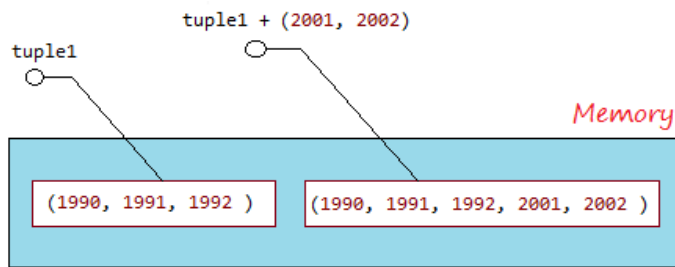 tuple1 + (2001, 2002)
tuple1
Memory
(1990, 1991, 1992 )
(1990, 1991, 1992, 2001, 2002 )